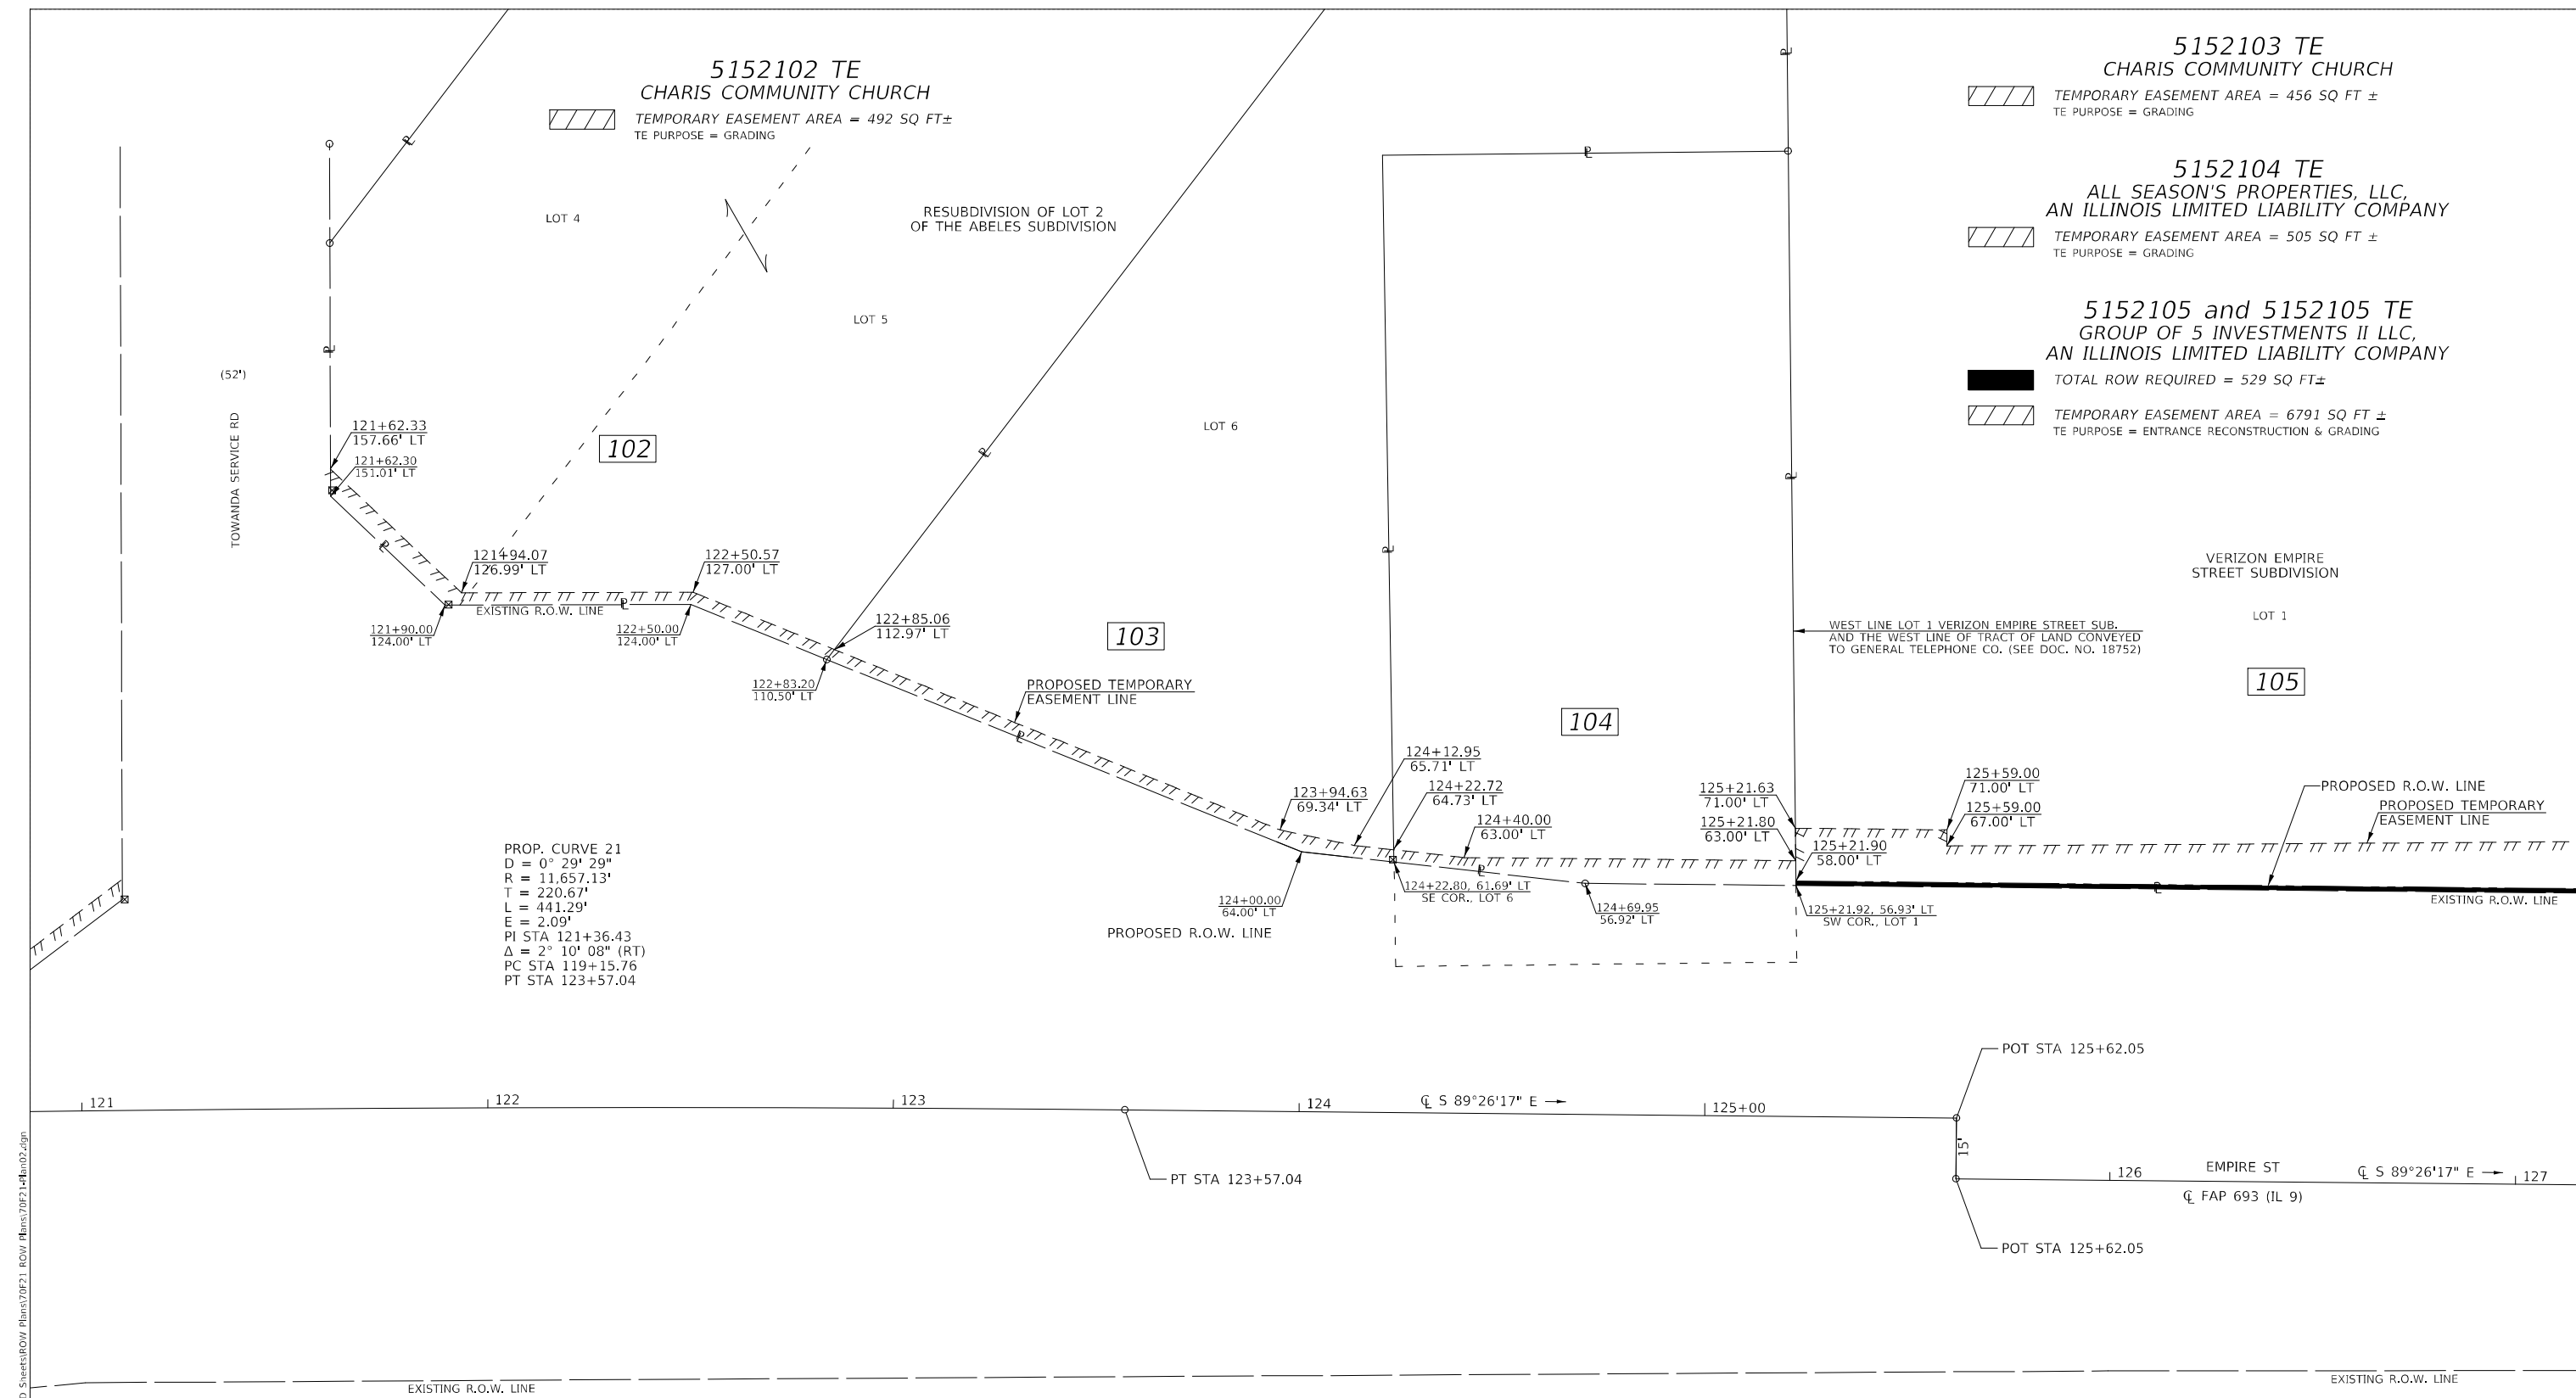 5152102 TE
CHARIS COMMUNITY CHURCH
TEMPORARY EASEMENT AREA = 492 SQ FT±
TE PURPOSE = GRADING
5152103 TE
CHARIS COMMUNITY CHURCH
TEMPORARY EASEMENT AREA = 456 SQ FT ±
TE PURPOSE = GRADING
5152104 TE
ALL SEASON'S PROPERTIES, LLC,
AN ILLINOIS LIMITED LIABILITY COMPANY
TEMPORARY EASEMENT AREA = 505 SQ FT ±
TE PURPOSE = GRADING
5152105 and 5152105 TE
GROUP OF 5 INVESTMENTS II LLC,
AN ILLINOIS LIMITED LIABILITY COMPANY
TOTAL ROW REQUIRED = 529 SQ FT±
TEMPORARY EASEMENT AREA = 6791 SQ FT ±
TE PURPOSE = ENTRANCE RECONSTRUCTION & GRADING
LOT 4
RESUBDIVISION OF LOT 2
OF THE ABELES SUBDIVISION
LOT 5
LOT 6
(52')
TOWANDA SERVICE RD
121+62.33
157.66' LT
121+62.30
151.01' LT
102
121+94.07
126.99' LT
122+50.57
127.00' LT
EXISTING R.O.W. LINE
121+90.00
124.00' LT
122+50.00
124.00' LT
122+85.06
112.97' LT
122+83.20
110.50' LT
103
PROPOSED TEMPORARY
EASEMENT LINE
VERIZON EMPIRE
STREET SUBDIVISION
LOT 1
WEST LINE LOT 1 VERIZON EMPIRE STREET SUB.
AND THE WEST LINE OF TRACT OF LAND CONVEYED
TO GENERAL TELEPHONE CO. (SEE DOC. NO. 18752)
105
104
124+12.95
65.71' LT
123+94.63
69.34' LT
124+22.72
64.73' LT
124+40.00
63.00' LT
125+21.63
71.00' LT
125+21.80
63.00' LT
125+21.90
58.00' LT
125+59.00
71.00' LT
125+59.00
67.00' LT
PROPOSED R.O.W. LINE
PROPOSED TEMPORARY
EASEMENT LINE
124+00.00
64.00' LT
124+22.80, 61.69' LT
SE COR., LOT 6
124+69.95
56.92' LT
125+21.92, 56.93' LT
SW COR., LOT 1
EXISTING R.O.W. LINE
PROPOSED R.O.W. LINE
PROP. CURVE 21
D = 0° 29' 29"
R = 11,657.13'
T = 220.67'
L = 441.29'
E = 2.09'
PI STA 121+36.43
Δ = 2° 10' 08" (RT)
PC STA 119+15.76
PT STA 123+57.04
POT STA 125+62.05
121
122
123
124
℄ S 89°26'17" E
125+00
15'
PT STA 123+57.04
126
EMPIRE ST
℄ S 89°26'17" E
127
℄ FAP 693 (IL 9)
POT STA 125+62.05
EXISTING R.O.W. LINE
EXISTING R.O.W. LINE
D Sheets\ROW Plans\70F21 ROW Plans\70F21-Plan02.dgn